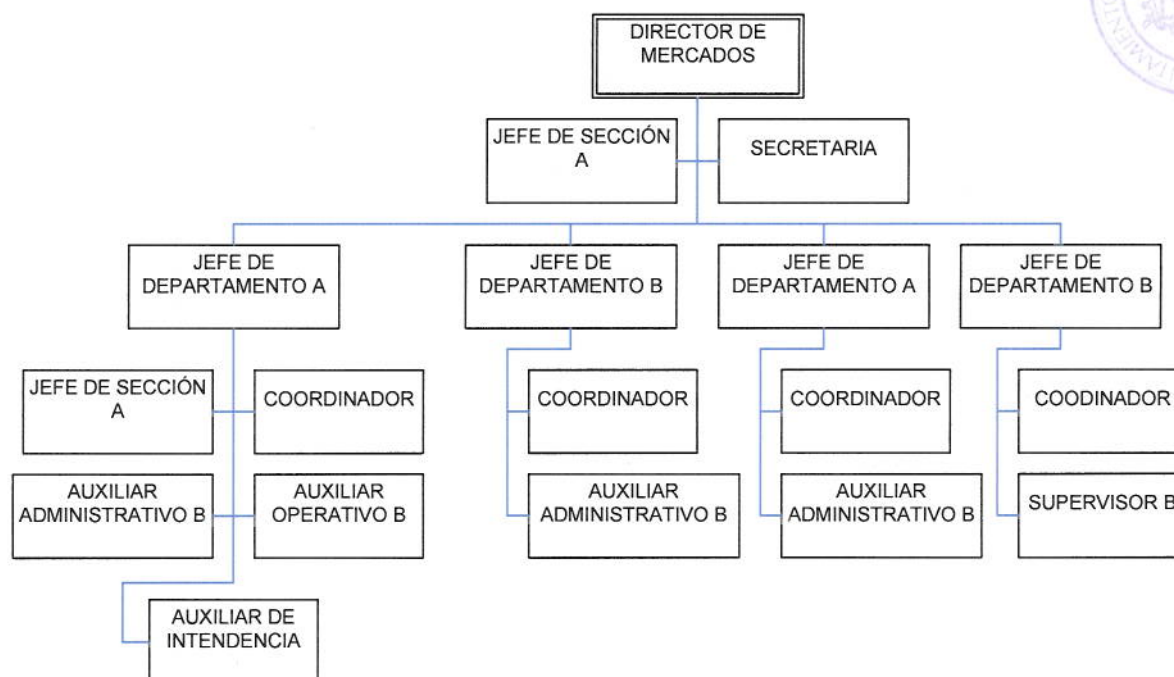 DIRECTOR DE
MERCADOS
JEFE DE SECCIÓN
A
SECRETARIA
JEFE DE
DEPARTAMENTO A
JEFE DE
DEPARTAMENTO B
JEFE DE
DEPARTAMENTO A
JEFE DE
DEPARTAMENTO B
JEFE DE SECCIÓN
A
COORDINADOR
COORDINADOR
COORDINADOR
COODINADOR
AUXILIAR
ADMINISTRATIVO B
AUXILIAR
OPERATIVO B
AUXILIAR
ADMINISTRATIVO B
AUXILIAR
ADMINISTRATIVO B
SUPERVISOR B
AUXILIAR DE
INTENDENCIA